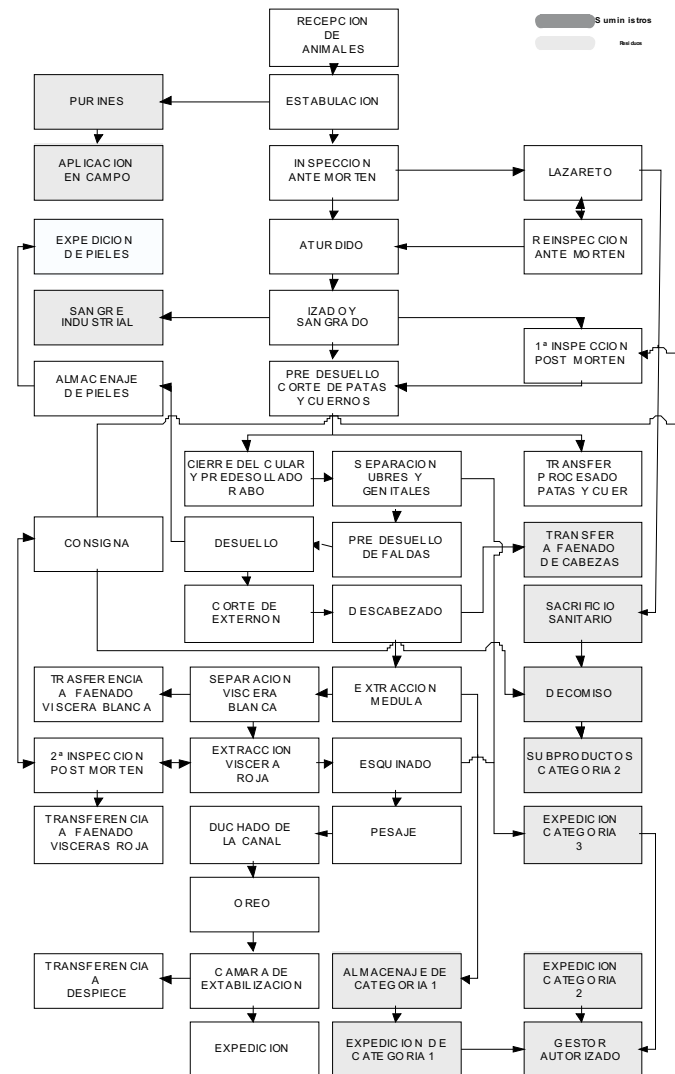 RECEPCION
DE
ANIMALES
Suministros
Residuos
PURINES
ESTABULACION
APLICACION
EN CAMPO
INSPECCION
ANTE MORTEN
LAZARETO
EXPEDICION
DE PIELES
ATURDIDO
REINSPECCION
ANTE MORTEN
SANGRE
INDUSTRIAL
IZADO Y
SANGRADO
1ª INSPECCION
POST MORTEN
ALMACENAJE
DE PIELES
PRE DESUELLO
CORTE DE PATAS
Y CUERNOS
CIERRE DEL CULAR
Y PREDESOLLADO
RABO
SEPARACION
UBRES Y
GENITALES
TRANSFER
PROCESADO
PATAS Y CUER
CONSIGNA
DESUELLO
PRE DESUELLO
DE FALDAS
TRANSFER
A FAENADO
DE CABEZAS
CORTE DE
EXTERNON
DESCABEZADO
SACRIFICIO
SANITARIO
TRASFERENCIA
A FAENADO
VISCERA BLANCA
SEPARACION
VISCERA
BLANCA
EXTRACCION
MEDULA
DECOMISO
2ª INSPECCION
POST MORTEN
EXTRACCION
VISCERA
ROJA
ESQUINADO
SUBPRODUCTOS
CATEGORIA 2
TRANSFERENCIA
A FAENADO
VISCERAS ROJA
DUCHADO DE
LA CANAL
PESAJE
EXPEDICION
CATEGORIA
3
OREO
TRANSFERENCIA
A
DESPIECE
CAMARA DE
EXTABILIZACION
ALMACENAJE DE
CATEGORIA 1
EXPEDICION
CATEGORIA
2
EXPEDICION
EXPEDICION DE
CATEGORIA 1
GESTOR
AUTORIZADO